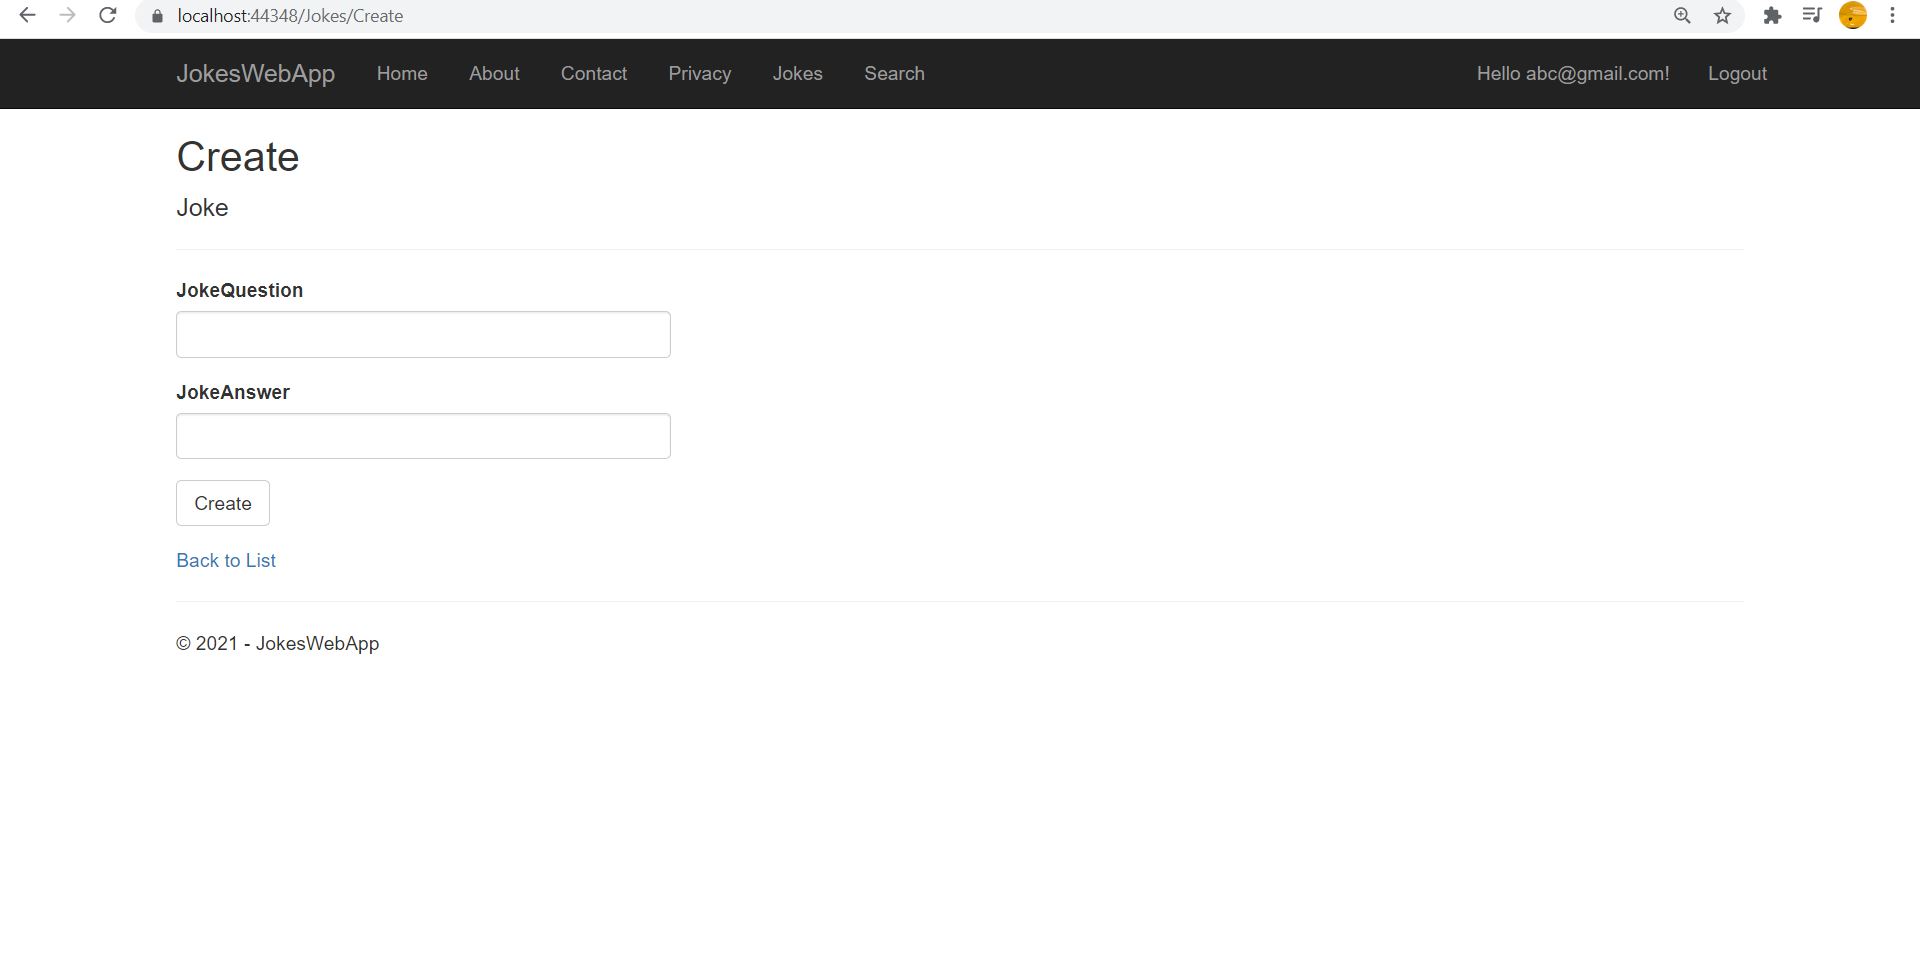 localhost:44348/Jokes/Create
JokesWebApp Home About Contact Privacy Jokes Search Hello abc@gmail.com! Logout
Create
Joke
JokeQuestion
JokeAnswer
Create
Back to List
© 2021 - JokesWebApp